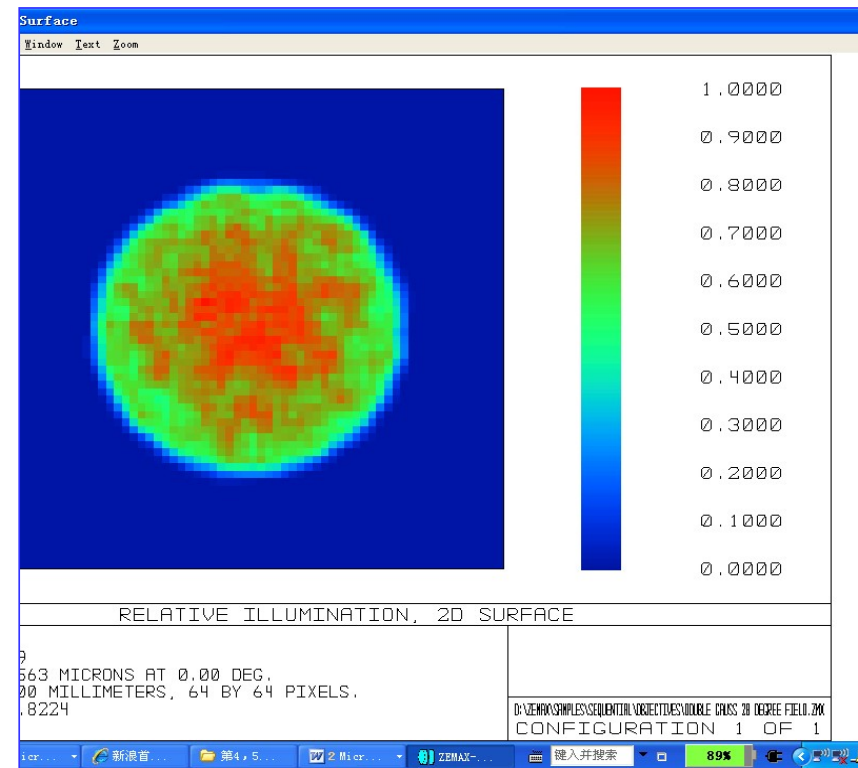 Surface
Window Text Zoom
1.0000
0.9000
0.8000
0.7000
0.6000
0.5000
0.4000
0.3000
0.2000
0.1000
0.0000
RELATIVE ILLUMINATION, 2D SURFACE
9
563 MICRONS AT 0.00 DEG.
00 MILLIMETERS, 64 BY 64 PIXELS.
.8224
D:\ZEMAX\SAMPLES\SEQUENTIAL\OBJECTIVES\DOUBLE GAUSS 28 DEGREE FIELD.ZMX
CONFIGURATION 1 OF 1
icr... 新浪首... 第4,5... 2 Micr... ZEMAX-... 键入并搜索 89%